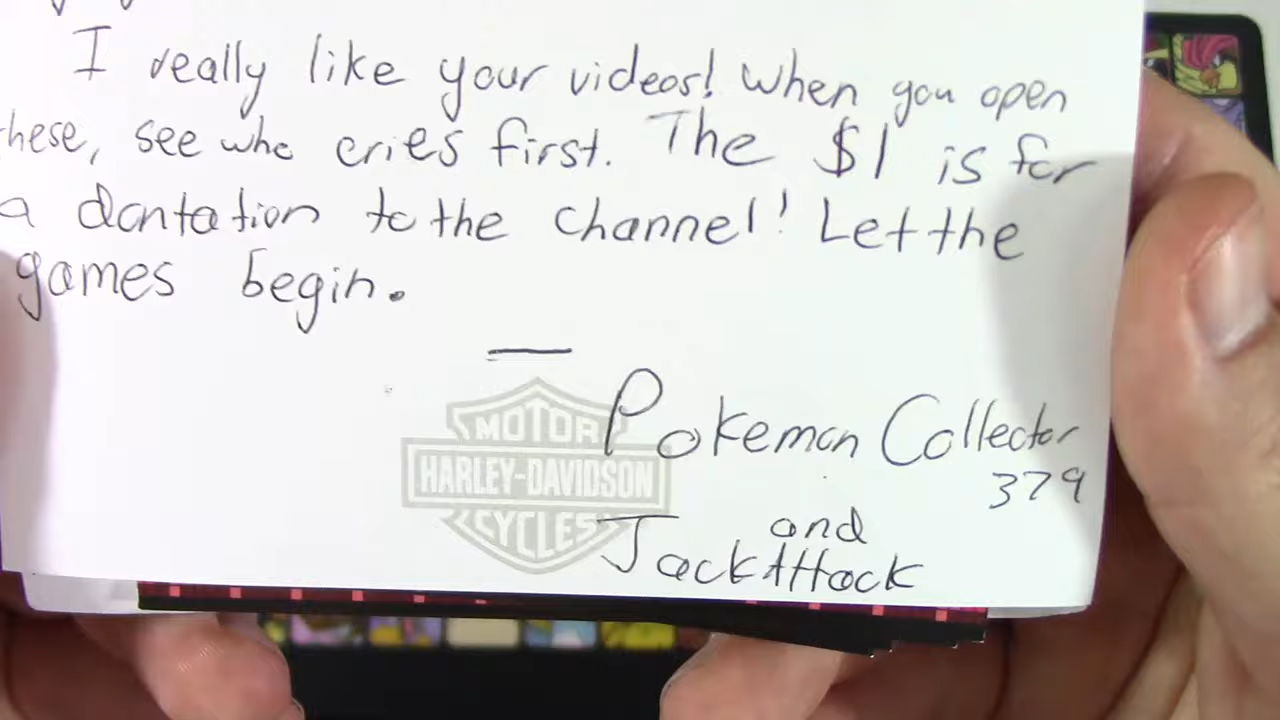 I really like your videos! When you open
these, see who cries first. The $1 is for
a dontation to the channel! Let the
games begin.
—
Pokemon Collector
379
and
JackAttack
MOTOR
HARLEY-DAVIDSON
CYCLES